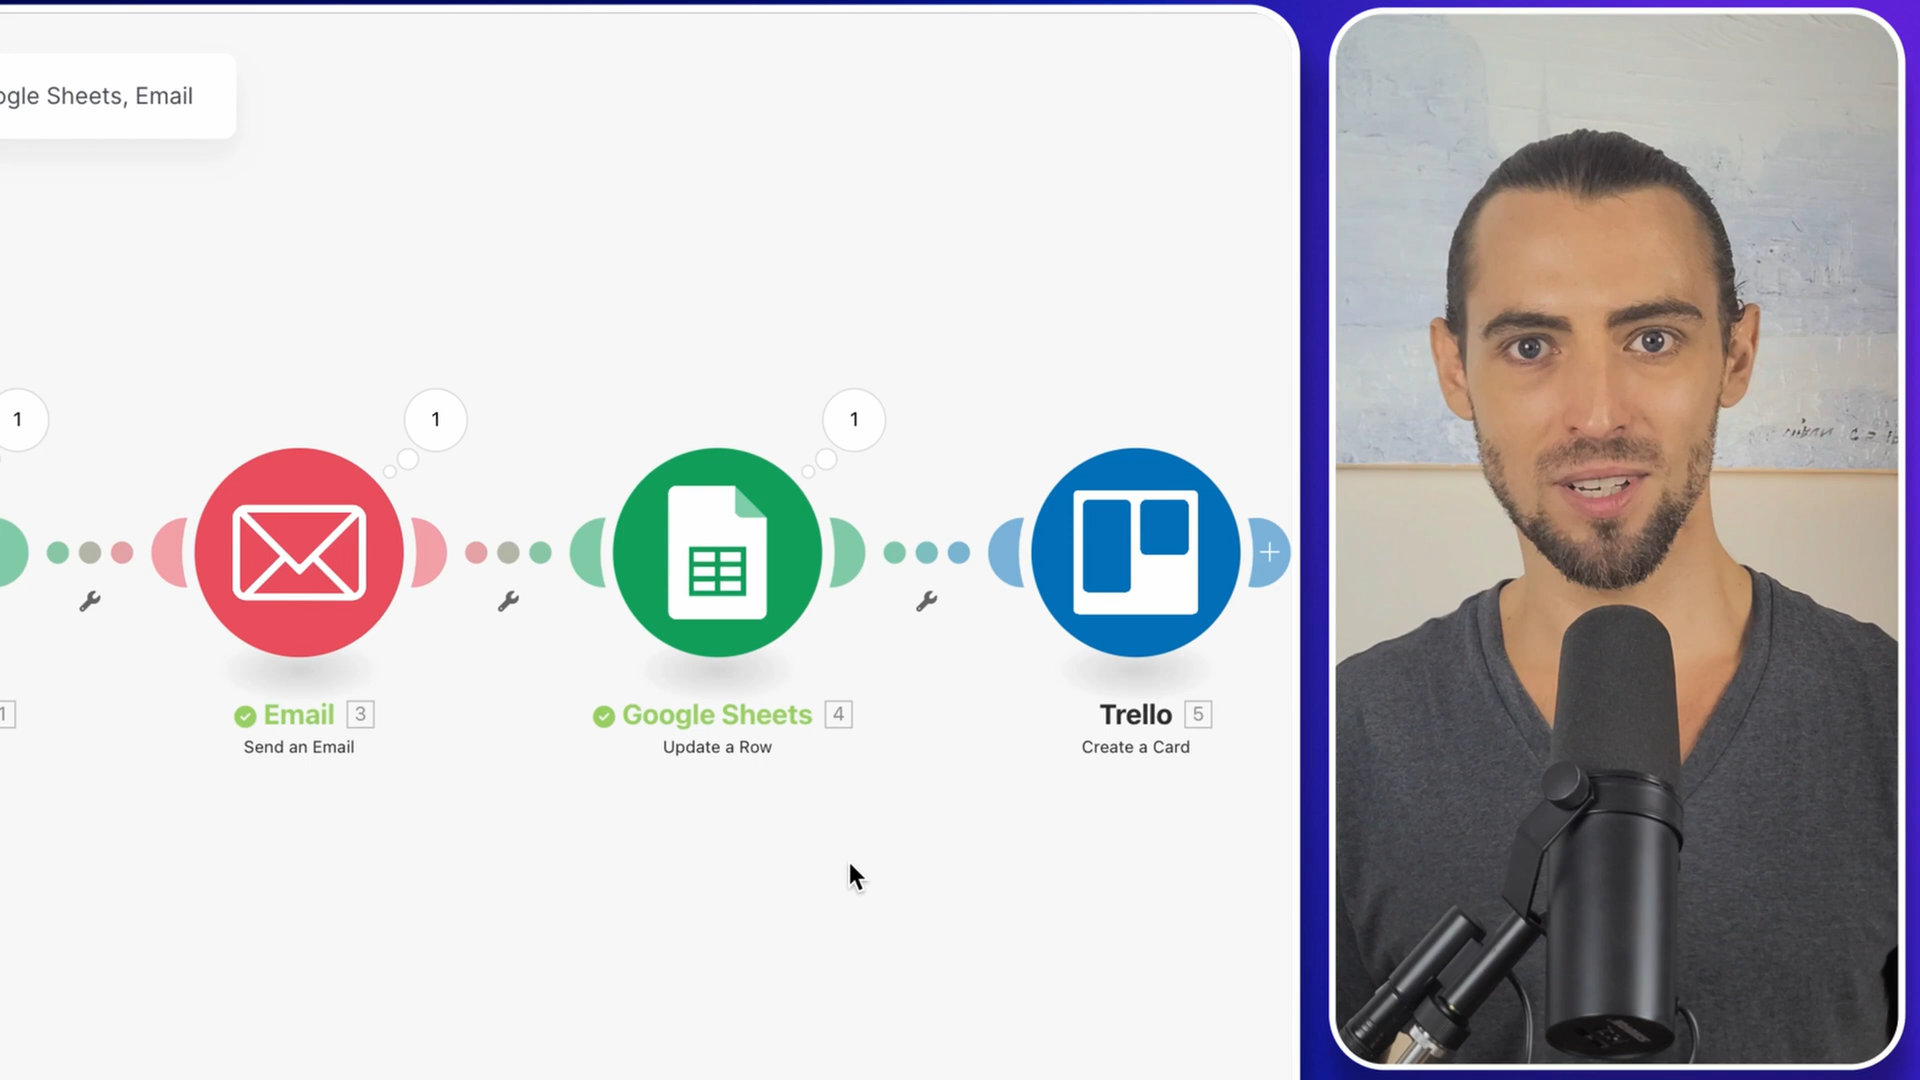 ogle Sheets, Email
1
1
1
1
Email 3
Send an Email
Google Sheets 4
Update a Row
Trello 5
Create a Card